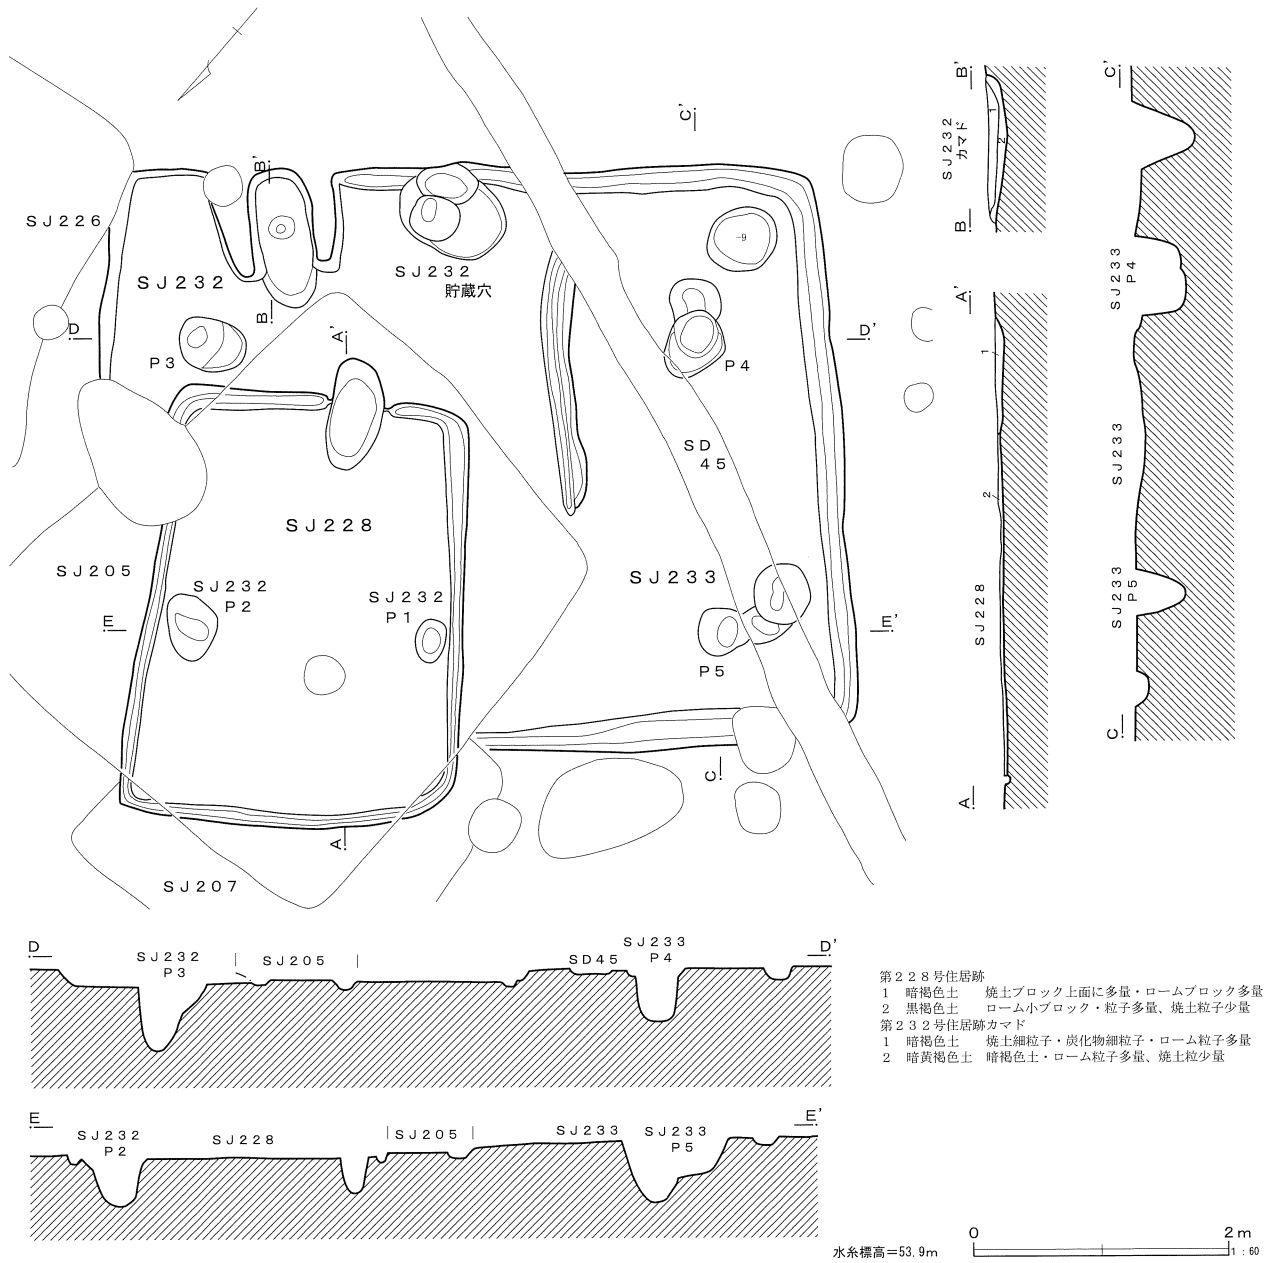 B'
C'
SJ232
カマド
1
2
B
C'
B'
SJ226
SJ232
SJ232
貯蔵穴
-9
SJ233
P4
B
A'
A'
D
P3
P4
D'
1
SD
45
SJ233
2
SJ228
SJ205
SJ232
P2
SJ232
P1
SJ233
SJ233
P5
SJ228
E
E'
P5
C
C
A
A
SJ207
D
SJ232
P3
SJ205
SD45
SJ233
P4
D'
第228号住居跡
1 暗褐色土 焼土ブロック上面に多量・ロームブロック多量
2 黒褐色土 ローム小ブロック・粒子多量、焼土粒子少量
第232号住居跡カマド
1 暗褐色土 焼土細粒子・炭化物細粒子・ローム粒子多量
2 暗黄褐色土 暗褐色土・ローム粒子多量、焼土粒少量
E
SJ232
P2
SJ228
SJ205
SJ233
SJ233
P5
E'
水糸標高＝53.9m
0 2m
1：60